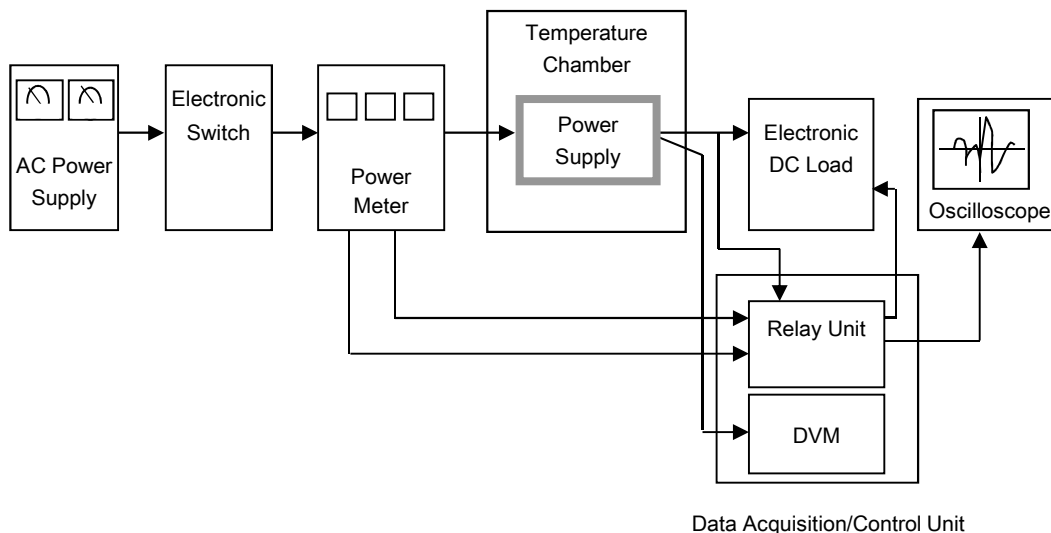 AC Power
Supply
Electronic
Switch
Power
Meter
Temperature
Chamber
Power
Supply
Electronic
DC Load
Oscilloscope
Relay Unit
DVM
Data Acquisition/Control Unit